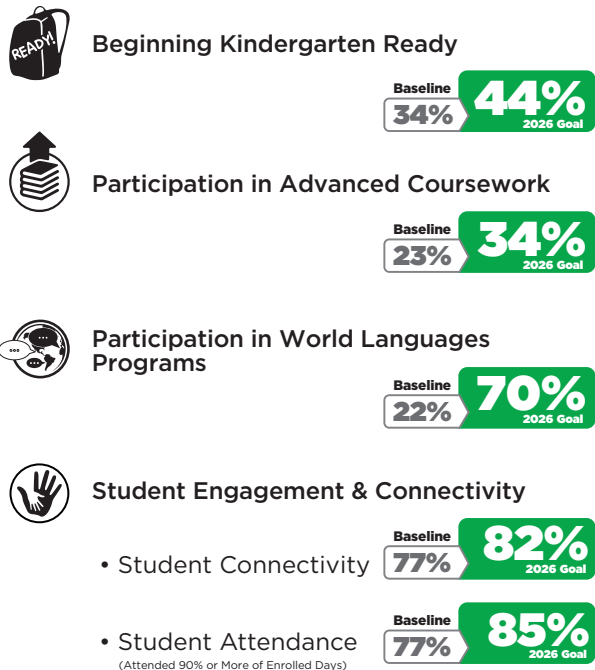 READY!
Beginning Kindergarten Ready
Baseline
34%
44%
2026 Goal
Participation in Advanced Coursework
Baseline
23%
34%
2026 Goal
Participation in World Languages
Programs
Baseline
22%
70%
2026 Goal
Student Engagement & Connectivity
• Student Connectivity
Baseline
77%
82%
2026 Goal
• Student Attendance
(Attended 90% or More of Enrolled Days)
Baseline
77%
85%
2026 Goal